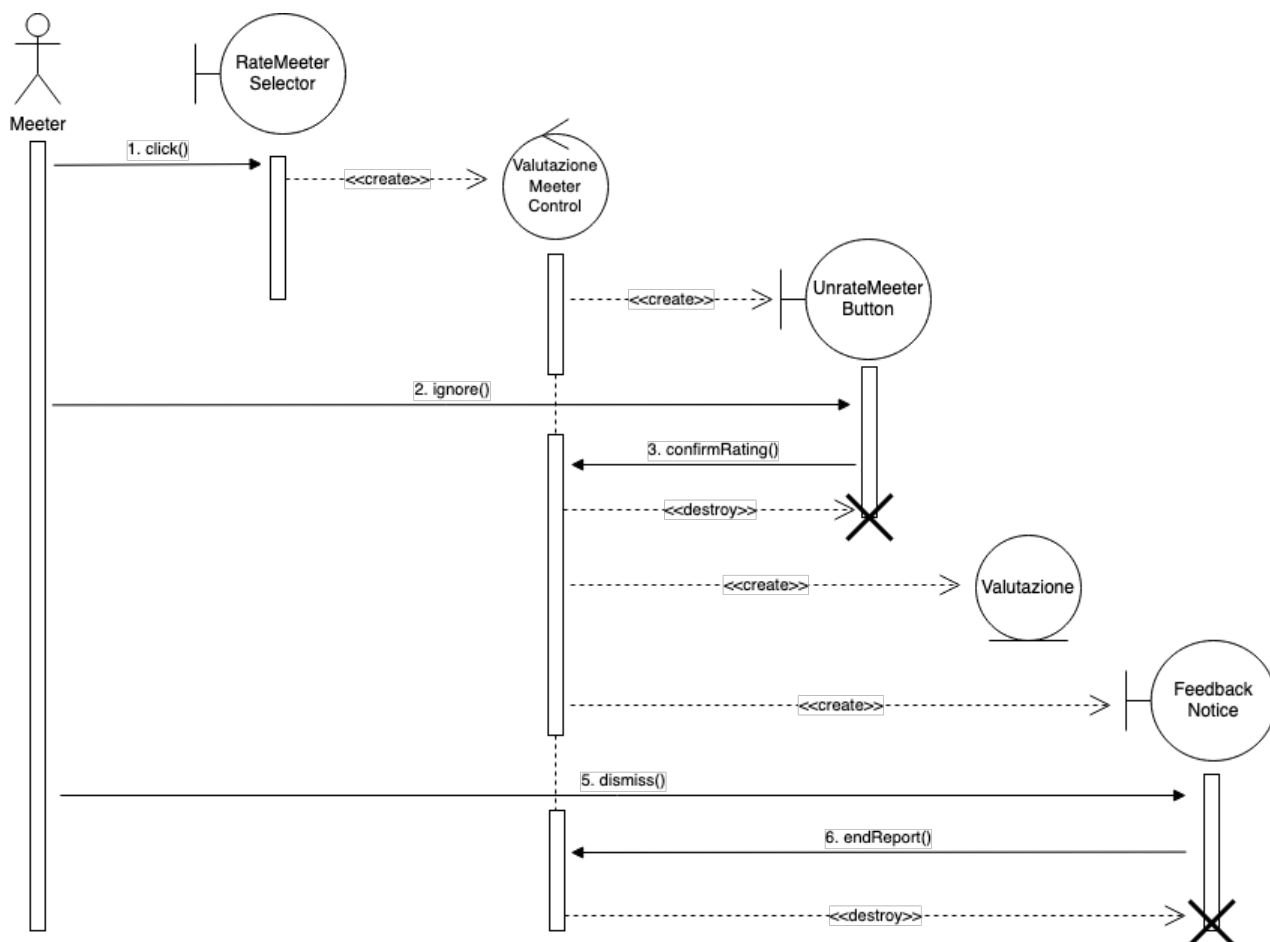 RateMeeter
Selector
Meeter
1. click()
<<create>>
Valutazione
Meeter
Control
<<create>>
UnrateMeeter
Button
2. ignore()
3. confirmRating()
<<destroy>>
<<create>>
Valutazione
<<create>>
Feedback
Notice
5. dismiss()
6. endReport()
<<destroy>>